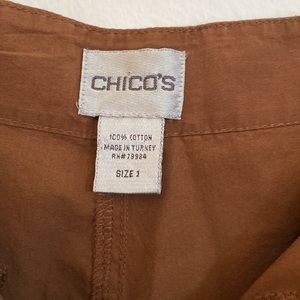 CHICO'S
100% COTTON
MADE IN TURKEY
RN#79984
SIZE 1